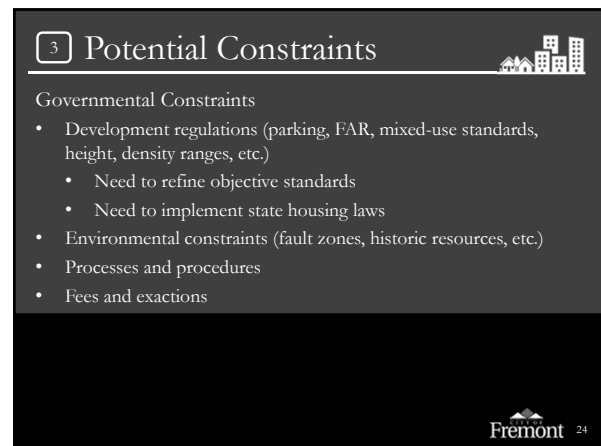 3 Potential Constraints
Governmental Constraints
• Development regulations (parking, FAR, mixed-use standards,
height, density ranges, etc.)
• Need to refine objective standards
• Need to implement state housing laws
• Environmental constraints (fault zones, historic resources, etc.)
• Processes and procedures
• Fees and exactions
CITY OF
Fremont 24